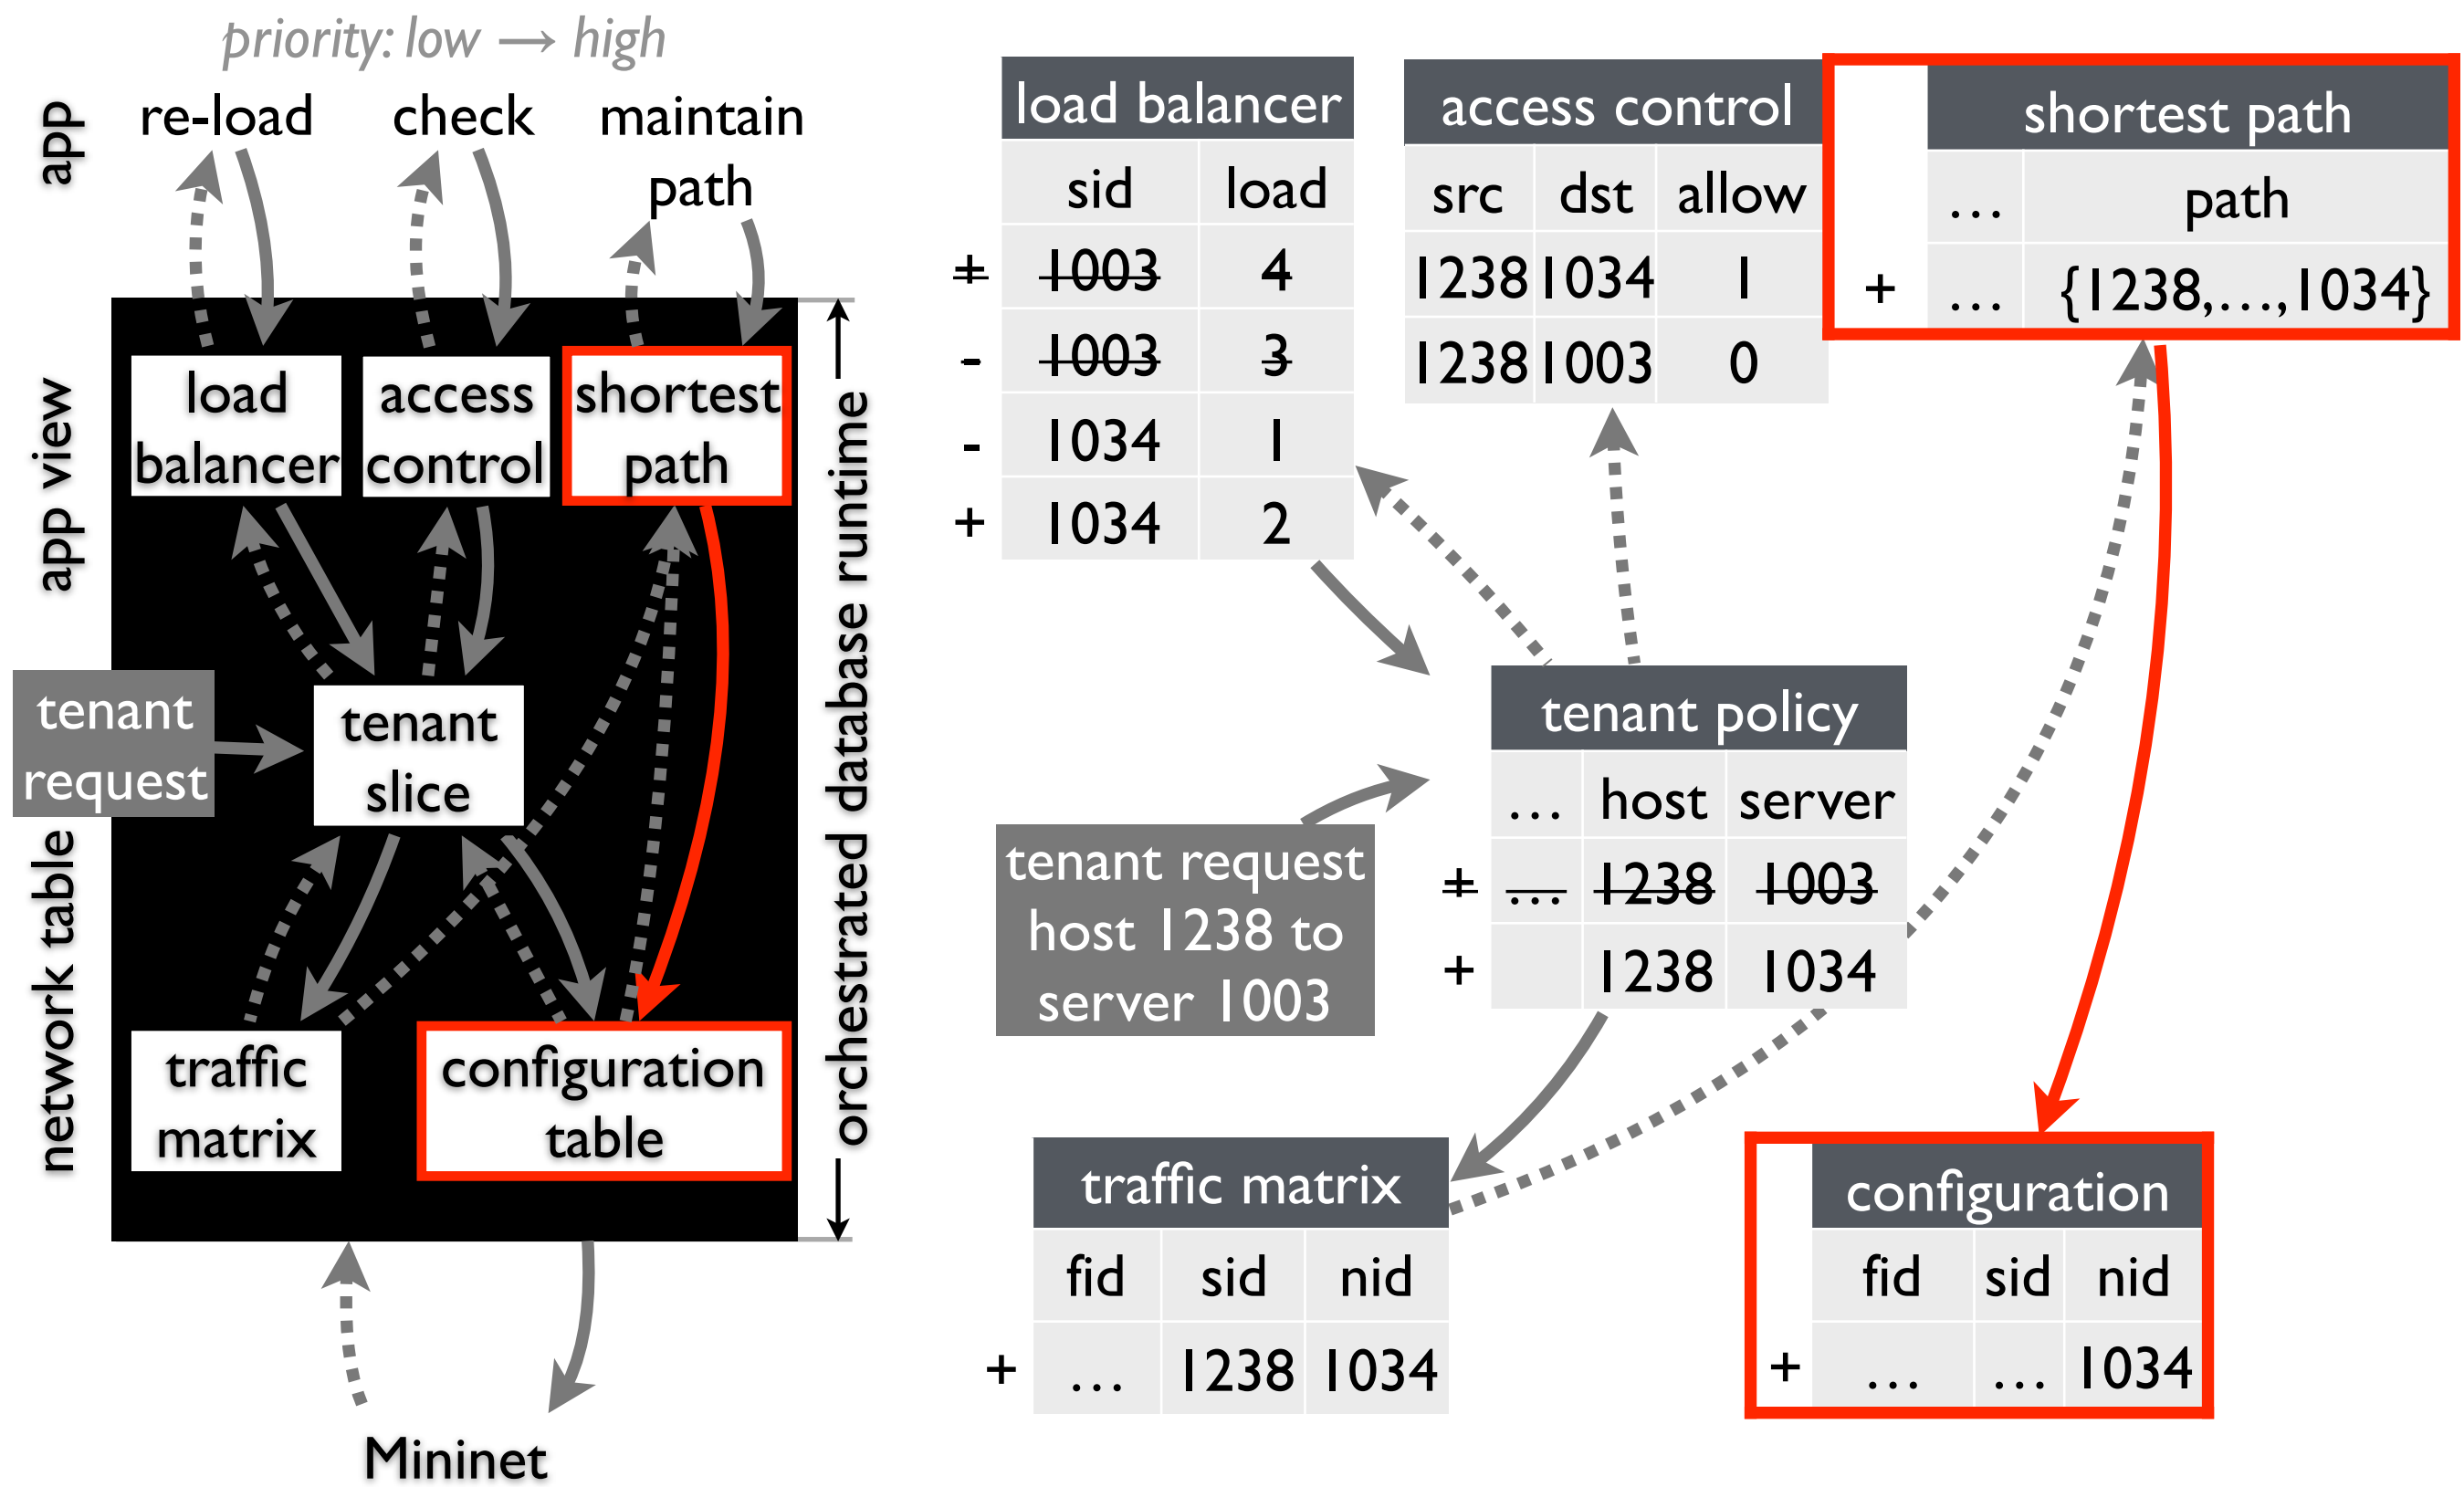 priority: low → high
app
re-load
check
maintain
path
app view
load
balancer
access
control
shortest
path
tenant
request
tenant
slice
network table
traffic
matrix
configuration
table
orchestrated database runtime
Mininet
load balancer
sid load
+ 1003 4
- 1003 3
- 1034 1
+ 1034 2
access control
src dst allow
1238 1034 1
1238 1003 0
shortest path
... path
+ ... {1238,...,1034}
tenant policy
... host server
+ ... 1238 1003
+ 1238 1034
tenant request
host 1238 to
server 1003
traffic matrix
fid sid nid
+ ... 1238 1034
configuration
fid sid nid
+ ... ... 1034